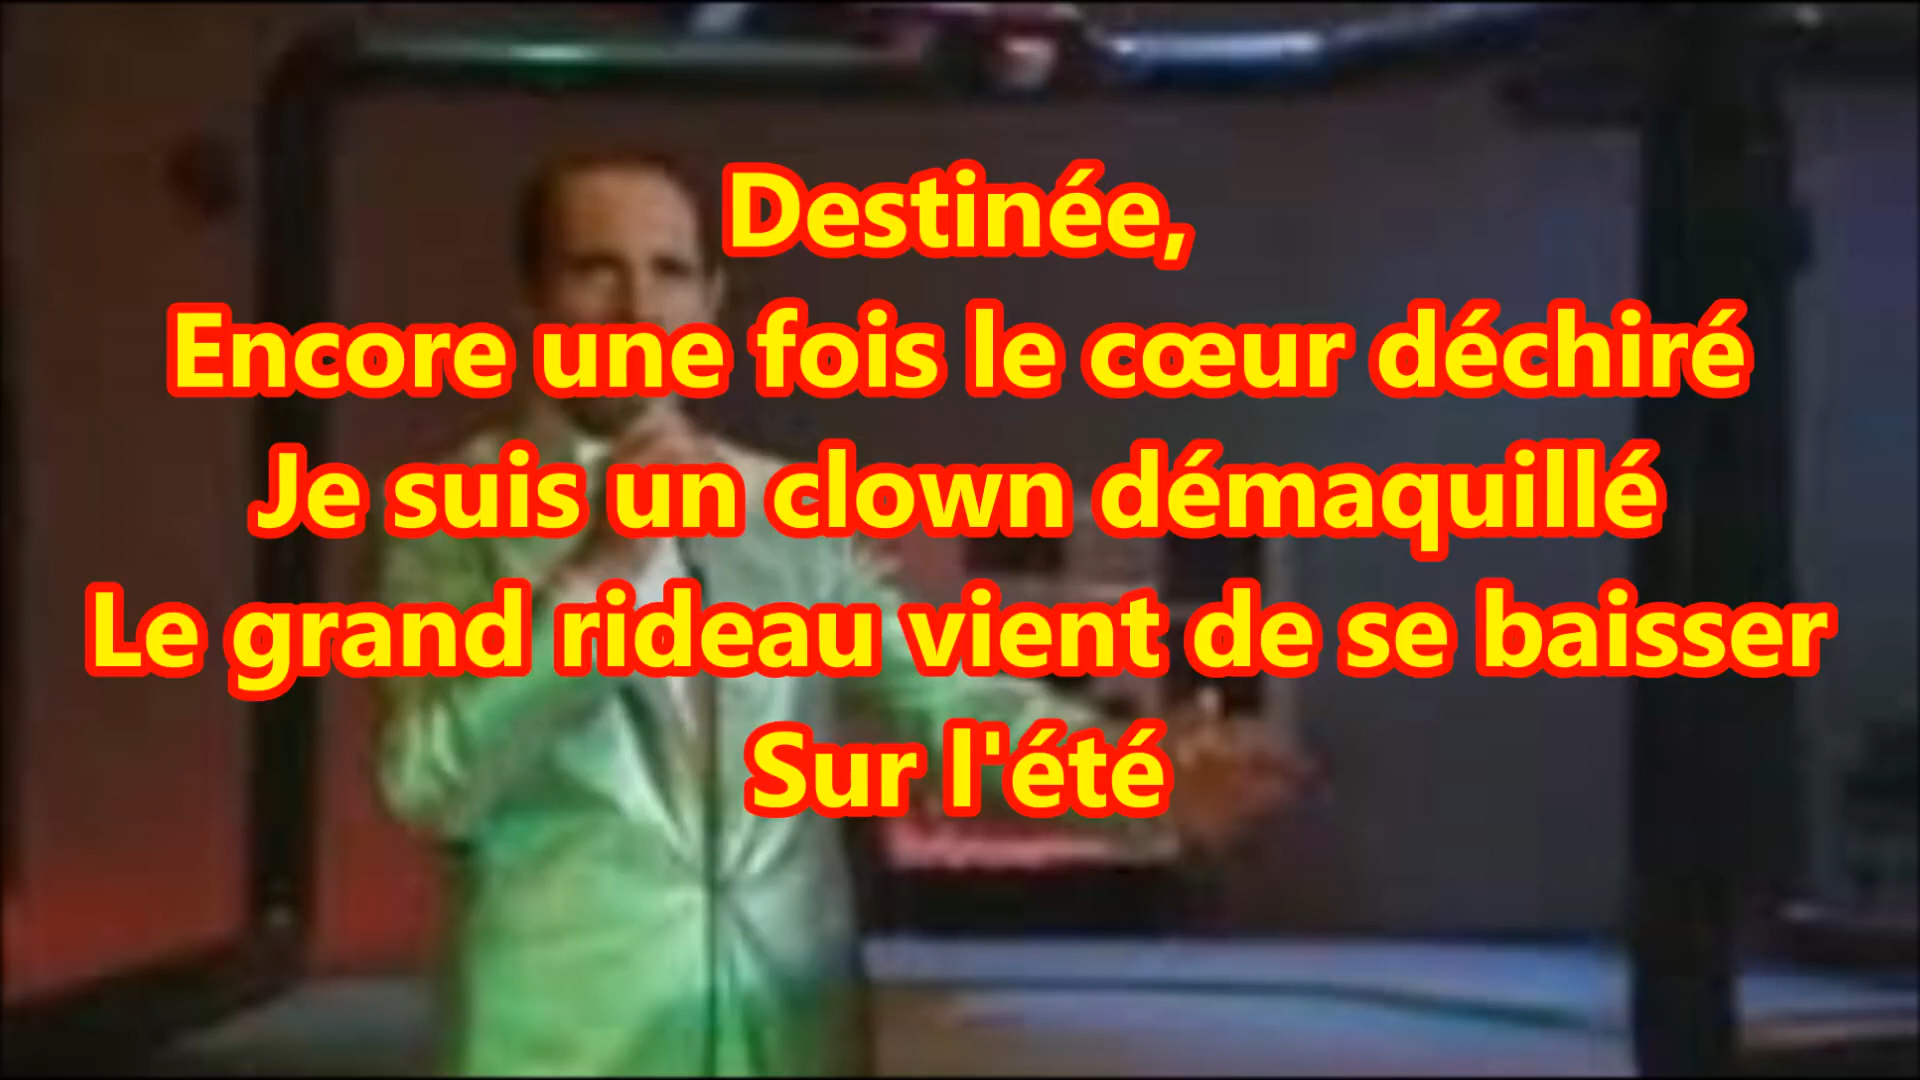 Destinée,
Encore une fois le cœur déchiré
Je suis un clown démaquillé
Le grand rideau vient de se baisser
Sur l'été